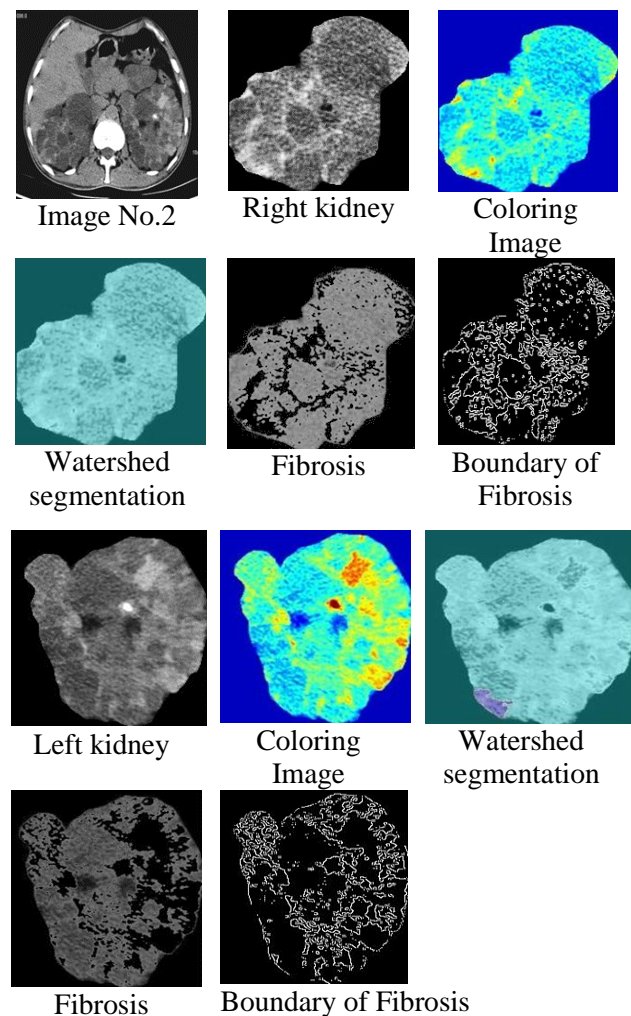 Image No.2
Right kidney
Coloring
Image
Watershed
segmentation
Fibrosis
Boundary of
Fibrosis
Left kidney
Coloring
Image
Watershed
segmentation
Fibrosis
Boundary of Fibrosis